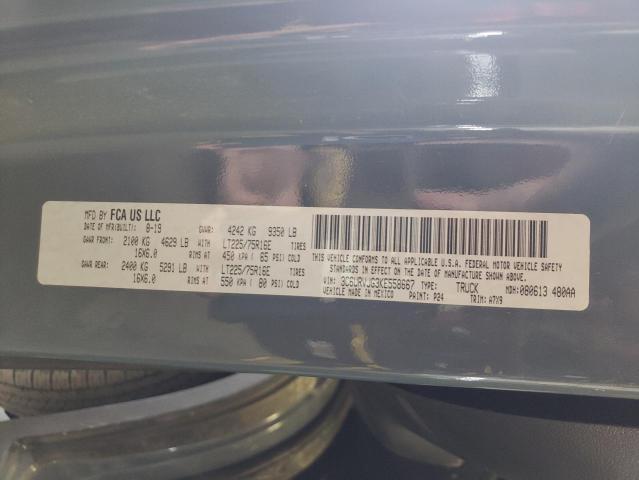 MFD BY FCA US LLC
DATE OF MFR(BUILT): 8-19 GVWR: 4242 KG 9350 LB
GAWR FRONT: 2100 KG 4629 LB WITH LT225/75R16E TIRES
16X6.0 RIMS AT 450 KPA ( 65 PSI) COLD
GAWR REAR: 2400 KG 5291 LB WITH LT225/75R16E TIRES
16X6.0 RIMS AT 550 KPA ( 80 PSI) COLD
THIS VEHICLE CONFORMS TO ALL APPLICABLE U.S.A. FEDERAL MOTOR VEHICLE SAFETY
STANDARDS IN EFFECT ON THE DATE OF MANUFACTURE SHOWN ABOVE.
VIN: 3C6URVJG3KE558667 TYPE: TRUCK MDH: 080613 480AA
MADE IN MEXICO PAINT: P24 TRIM: A7X9